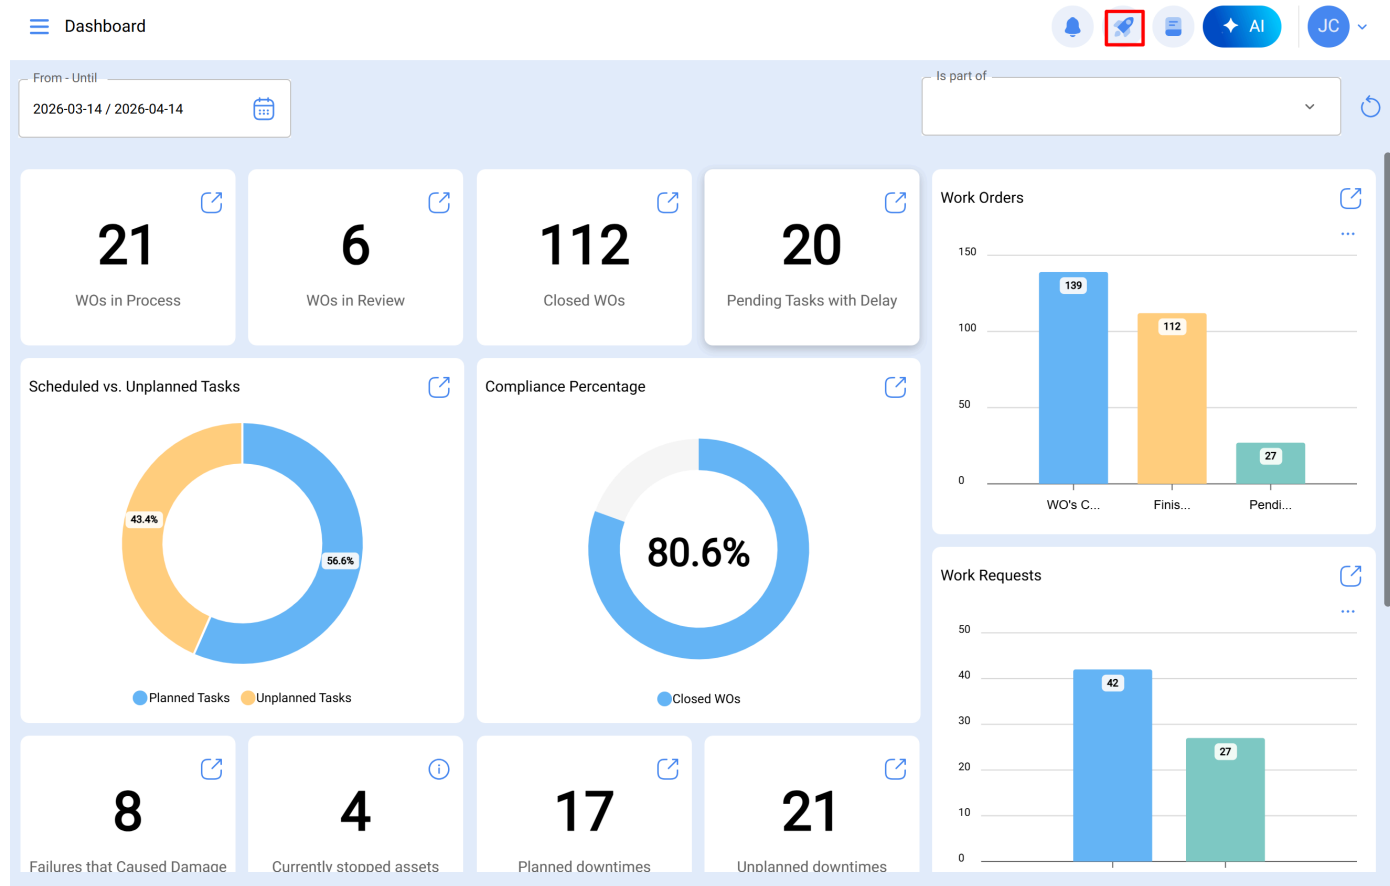 Dashboard
AI
JC
From - Until
2026-03-14 / 2026-04-14
Is part of
21
WOs in Process
6
WOs in Review
112
Closed WOs
20
Pending Tasks with Delay
Work Orders
...
150
100
50
0
139
112
27
WO's C...
Finis...
Pendi...
Scheduled vs. Unplanned Tasks
43.4%
56.6%
Planned Tasks
Unplanned Tasks
Compliance Percentage
80.6%
Closed WOs
Work Requests
...
50
40
30
20
10
0
42
27
8
Failures that Caused Damage
4
Currently stopped assets
17
Planned downtimes
21
Unplanned downtimes